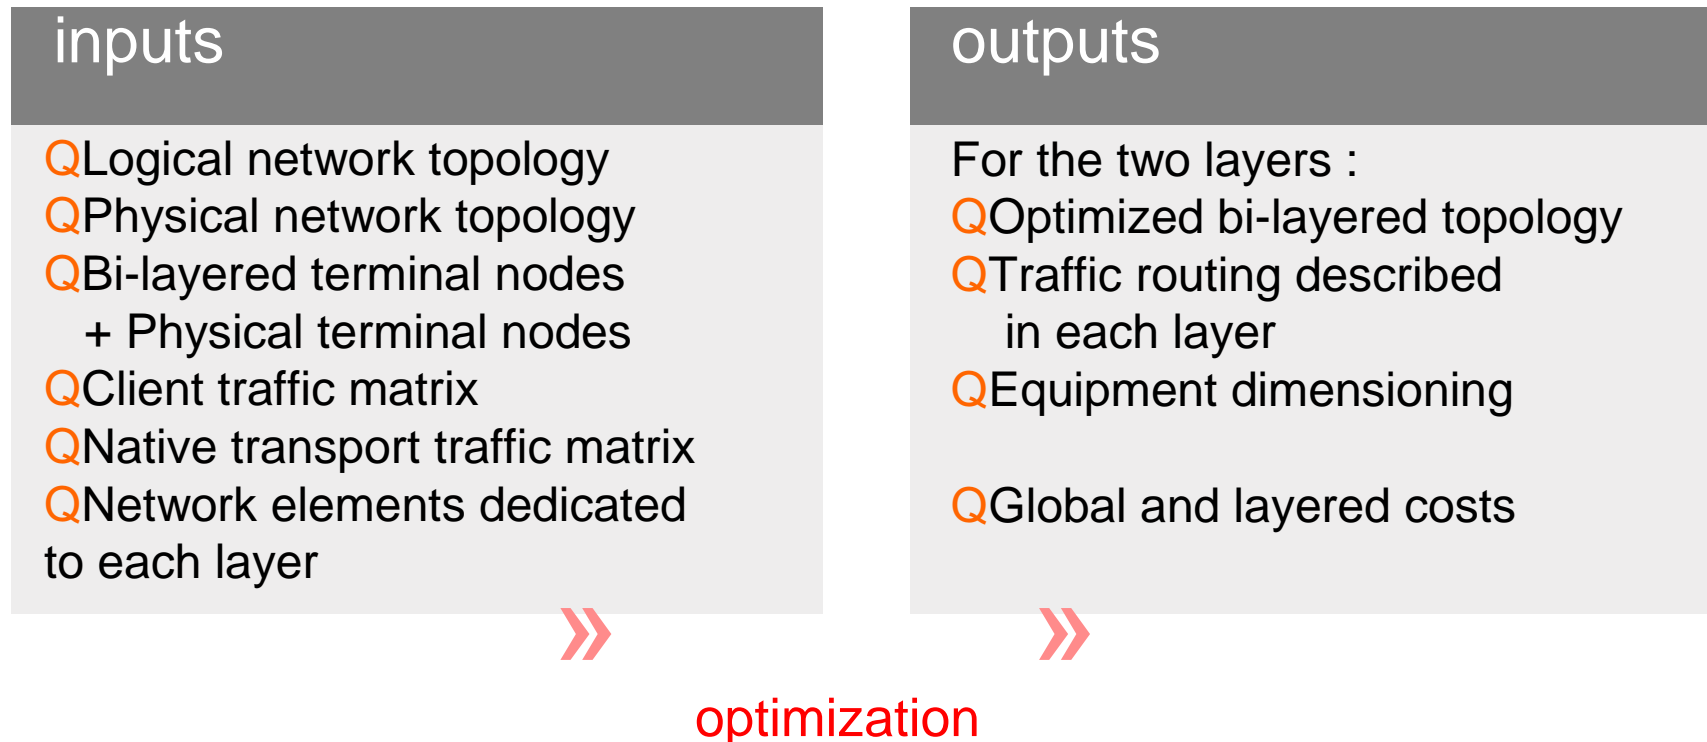 inputs
QLogical network topology
QPhysical network topology
QBi-layered terminal nodes
+ Physical terminal nodes
QClient traffic matrix
QNative transport traffic matrix
QNetwork elements dedicated
to each layer
outputs
For the two layers :
QOptimized bi-layered topology
QTraffic routing described
in each layer
QEquipment dimensioning
QGlobal and layered costs
» »
optimization